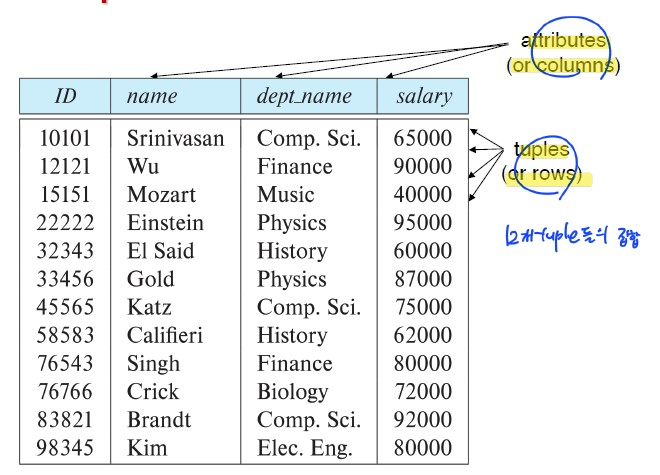 attributes
(or columns)
ID name dept_name salary
10101 Srinivasan Comp. Sci. 65000
12121 Wu Finance 90000
15151 Mozart Music 40000
22222 Einstein Physics 95000
32343 El Said History 60000
33456 Gold Physics 87000
45565 Katz Comp. Sci. 75000
58583 Califieri History 62000
76543 Singh Finance 80000
76766 Crick Biology 72000
83821 Brandt Comp. Sci. 92000
98345 Kim Elec. Eng. 80000
tuples
(or rows)
12개 tuple들의 집합